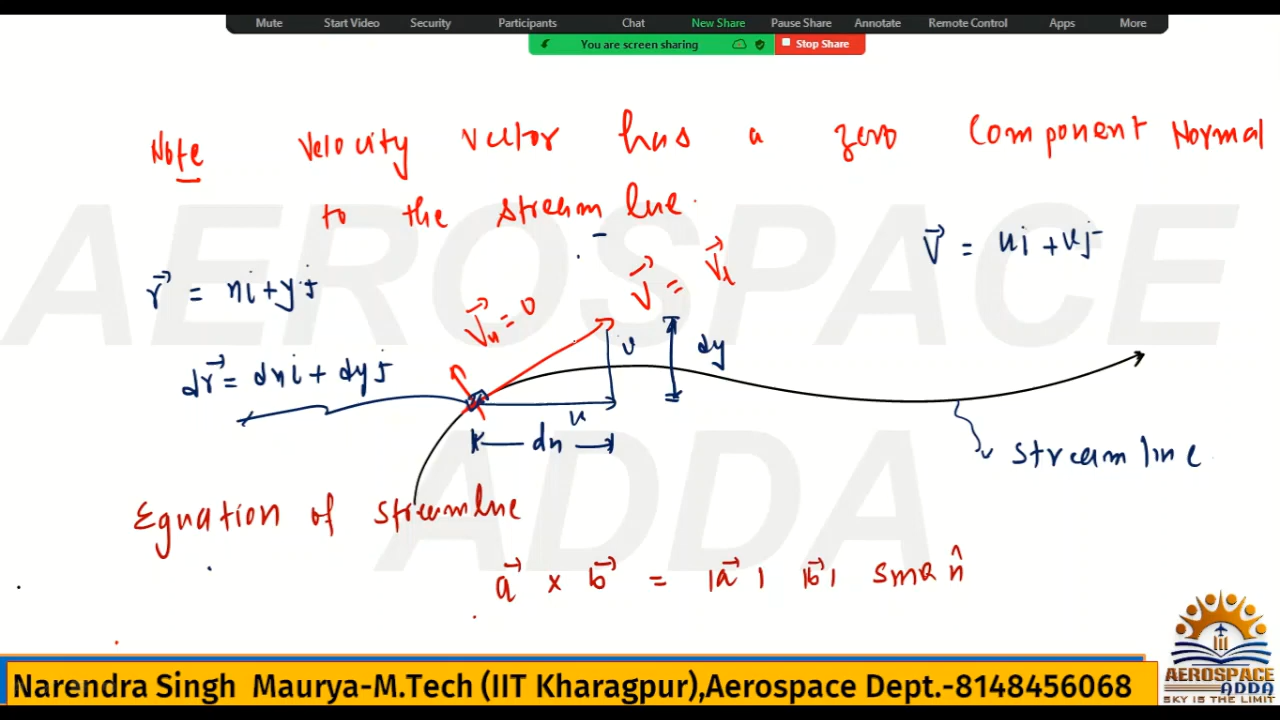 Mute Start Video Security Participants Chat New Share Pause Share Annotate Remote Control Apps More
You are screen sharing Stop Share
Note Velocity vector has a zero Component Normal
to the stream line.
V⃗ = ui + vj
r⃗ = xi + yj
V⃗n = 0
V⃗ = V⃗t
dr⃗ = dxi + dyj
v dy
u
dx
stream line
Equation of streamline
a⃗ × b⃗ = |a⃗| |b⃗| sinθ n̂
AEROSPACE
ADDA
Narendra Singh Maurya-M.Tech (IIT Kharagpur),Aerospace Dept.-8148456068
AEROSPACE
ADDA
SKY IS THE LIMIT